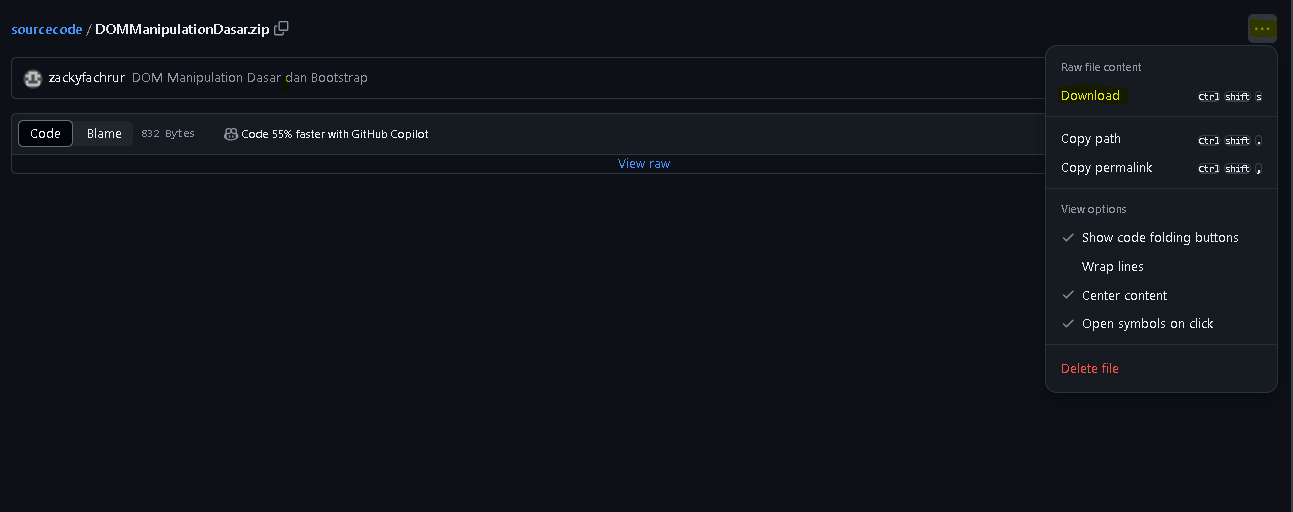 sourcecode / DOMManipulationDasar.zip
...
zackyfachrur DOM Manipulation Dasar dan Bootstrap
Code Blame 832 Bytes Code 55% faster with GitHub Copilot
View raw
Raw file content
Download Ctrl shift s
Copy path Ctrl shift .
Copy permalink Ctrl shift ,
View options
Show code folding buttons
Wrap lines
Center content
Open symbols on click
Delete file